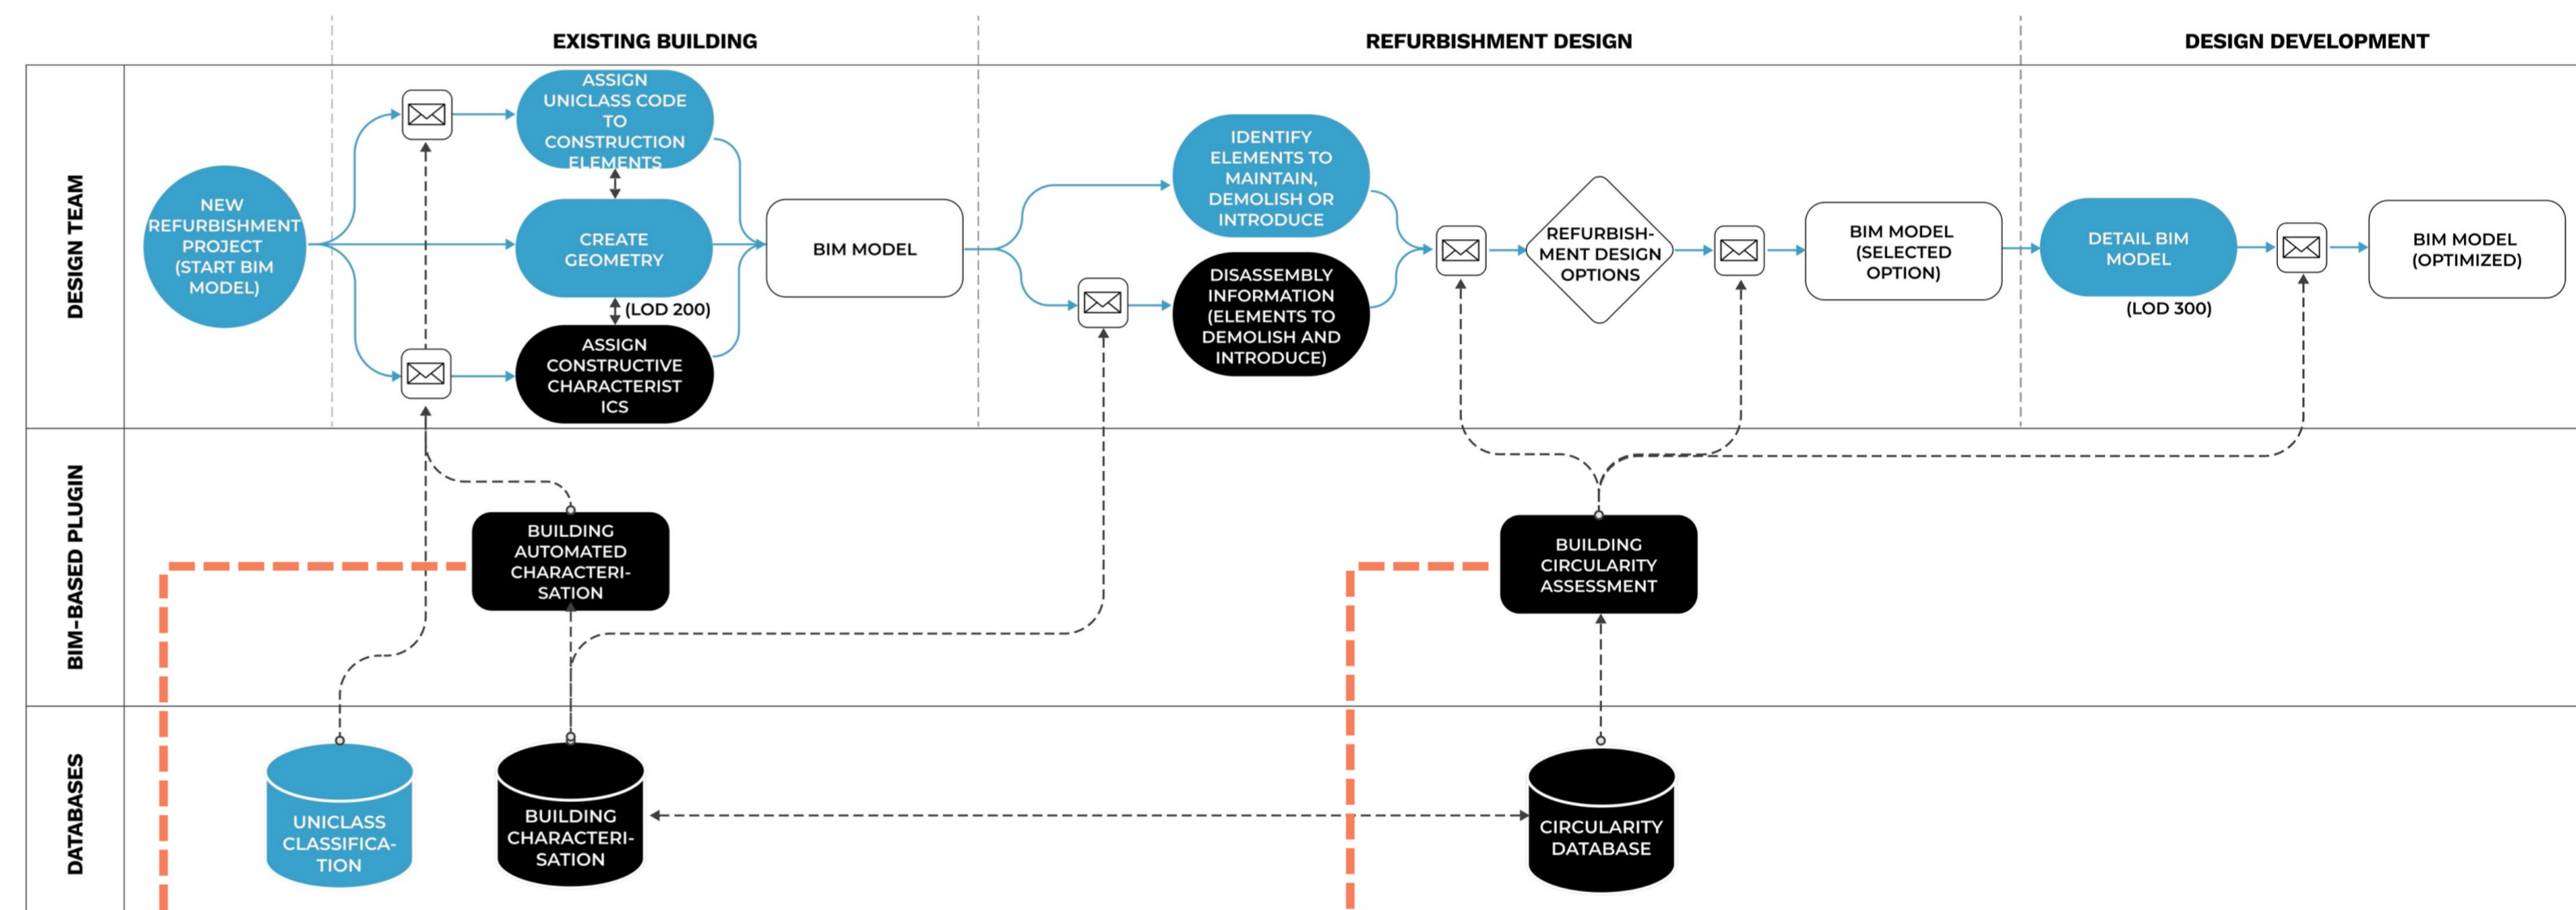 EXISTING BUILDING
REFURBISHMENT DESIGN
DESIGN DEVELOPMENT
DESIGN TEAM
NEW
REFURBISHMENT
PROJECT
(START BIM
MODEL)
ASSIGN
UNICLASS CODE
TO
CONSTRUCTION
ELEMENTS
CREATE
GEOMETRY
(LOD 200)
ASSIGN
CONSTRUCTIVE
CHARACTERIST
ICS
BIM MODEL
IDENTIFY
ELEMENTS TO
MAINTAIN,
DEMOLISH OR
INTRODUCE
DISASSEMBLY
INFORMATION
(ELEMENTS TO
DEMOLISH AND
INTRODUCE)
REFURBISH-
MENT DESIGN
OPTIONS
BIM MODEL
(SELECTED
OPTION)
DETAIL BIM
MODEL
(LOD 300)
BIM MODEL
(OPTIMIZED)
BIM-BASED PLUGIN
BUILDING
AUTOMATED
CHARACTERI-
SATION
BUILDING
CIRCULARITY
ASSESSMENT
DATABASES
UNICLASS
CLASSIFICA-
TION
BUILDING
CHARACTERI-
SATION
CIRCULARITY
DATABASE